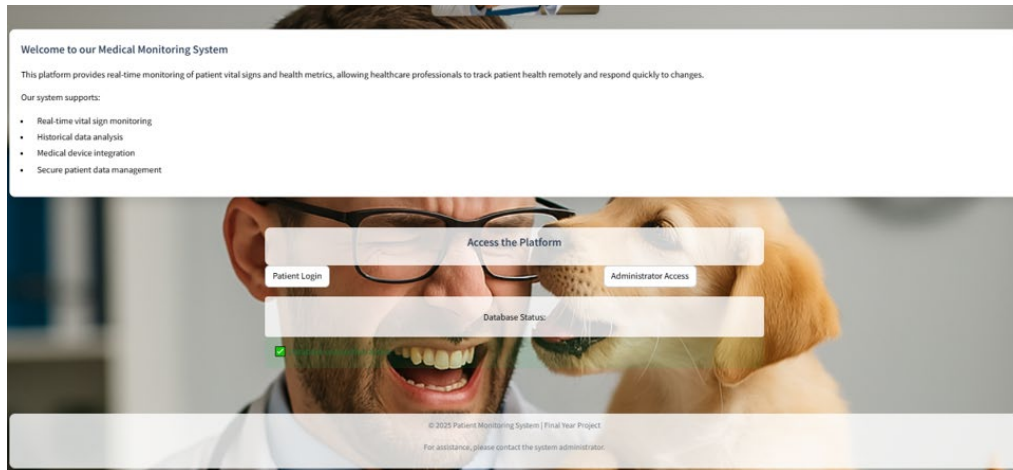 Welcome to our Medical Monitoring System
This platform provides real-time monitoring of patient vital signs and health metrics, allowing healthcare professionals to track patient health remotely and respond quickly to changes.
Our system supports:
• Real-time vital sign monitoring
• Historical data analysis
• Medical device integration
• Secure patient data management
Access the Platform
Patient Login
Administrator Access
Database Status:
© 2025 Patient Monitoring System | Final Year Project
For assistance, please contact the system administrator.